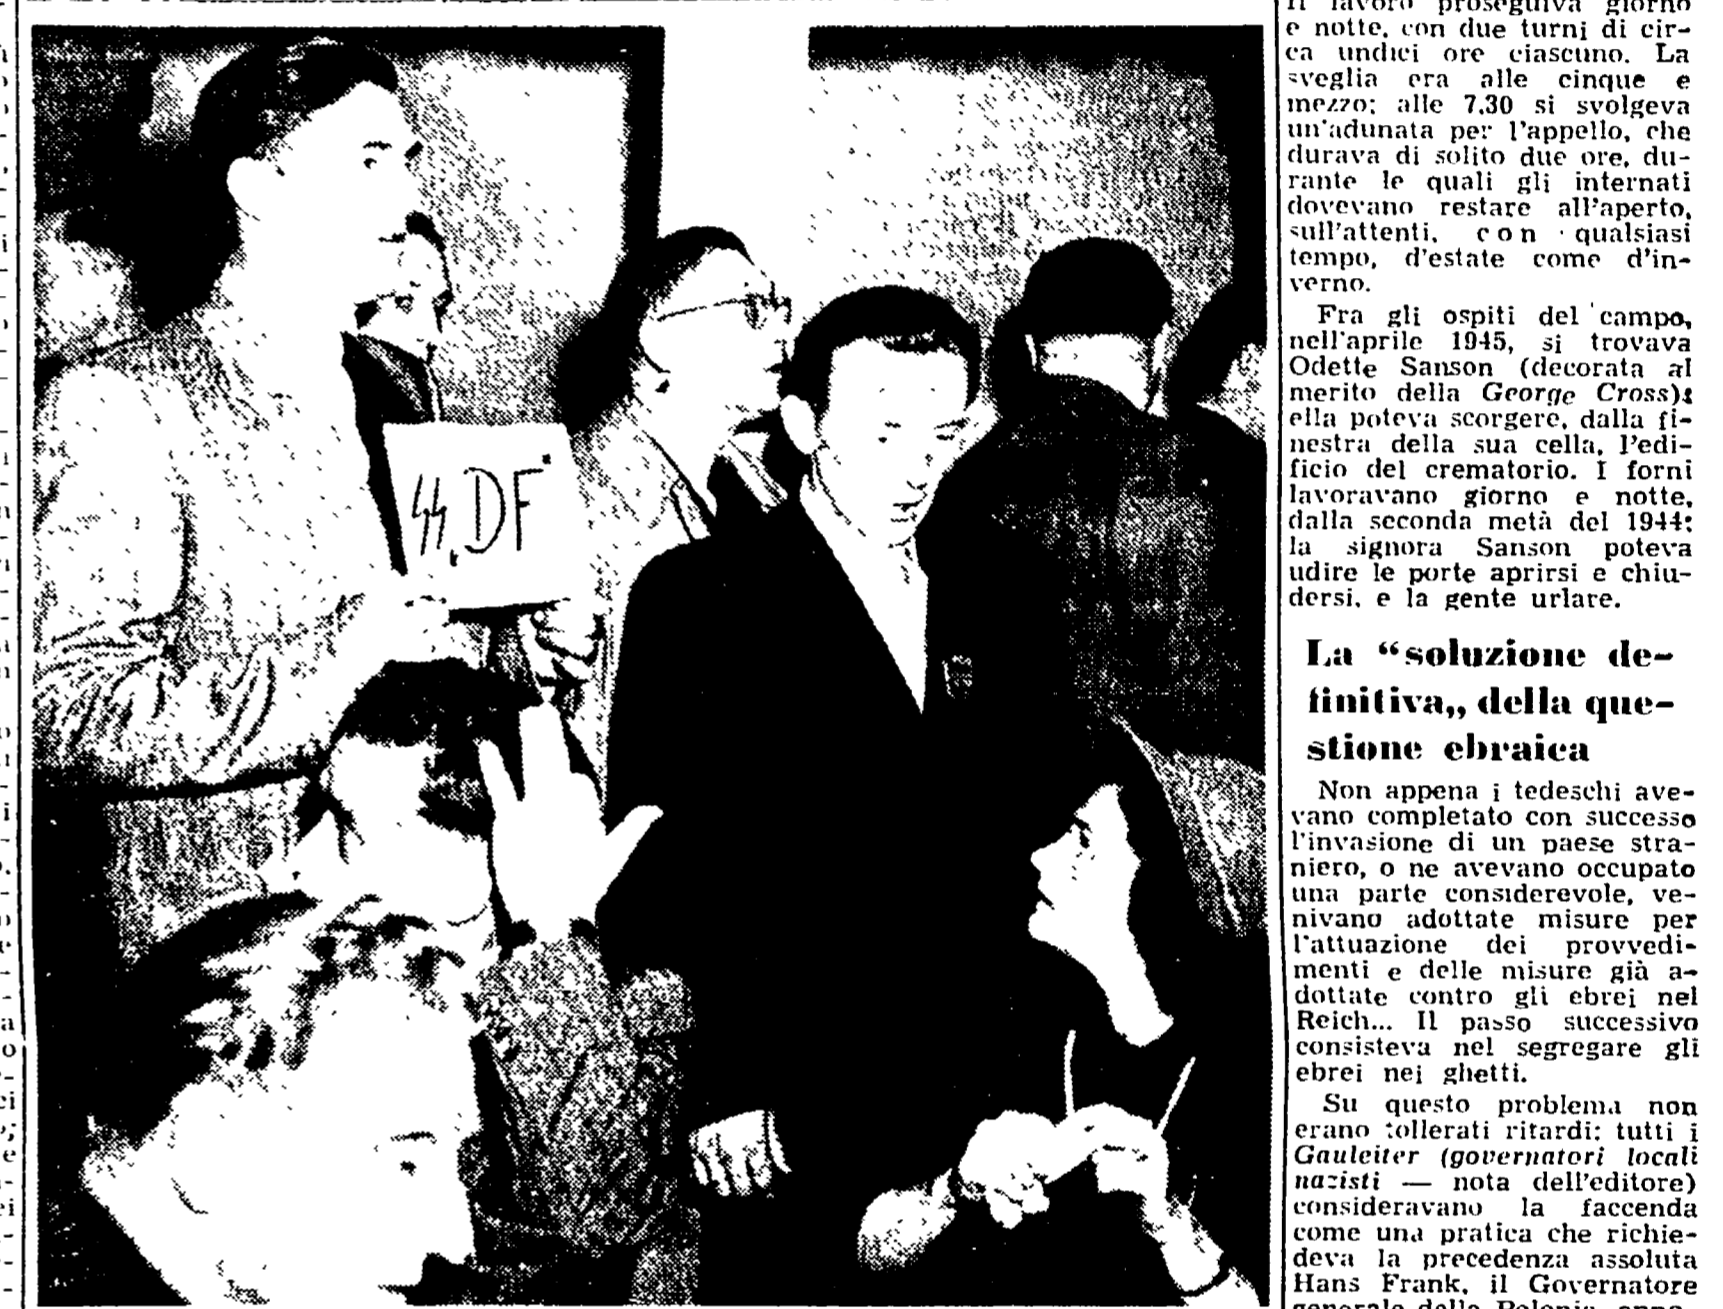 SS, DF
Il lavoro proseguiva giorno
e notte, con due turni di cir-
ca undici ore ciascuno. La
sveglia era alle cinque e
mezzo; alle 7,30 si svolgeva
un'adunata per l'appello, che
durava di solito due ore, du-
rante le quali gli internati
dovevano restare all'aperto,
sull'attenti, con qualsiasi
tempo, d'estate come d'in-
verno.
Fra gli ospiti del campo,
nell'aprile 1945, si trovava
Odette Sanson (decorata al
merito della George Cross):
ella poteva scorgere, dalla fi-
nestra della sua cella, l'edi-
ficio del crematorio. I forni
lavoravano giorno e notte,
dalla seconda metà del 1944;
la signora Sanson poteva
udire le porte aprirsi e chiu-
dersi, e la gente urlare.
La “soluzione de-
finitiva„ della que-
stione ebraica
Non appena i tedeschi ave-
vano completato con successo
l'invasione di un paese stra-
niero, o ne avevano occupato
una parte considerevole, ve-
nivano adottate misure per
l'attuazione dei provvedi-
menti e delle misure già a-
dottate contro gli ebrei nel
Reich... Il passo successivo
consisteva nel segregare gli
ebrei nei ghetti.
Su questo problema non
erano tollerati ritardi: tutti i
Gauleiter (governatori locali
nazisti — nota dell'editore)
consideravano la faccenda
come una pratica che richie-
deva la precedenza assoluta
Hans Frank, il Governatore